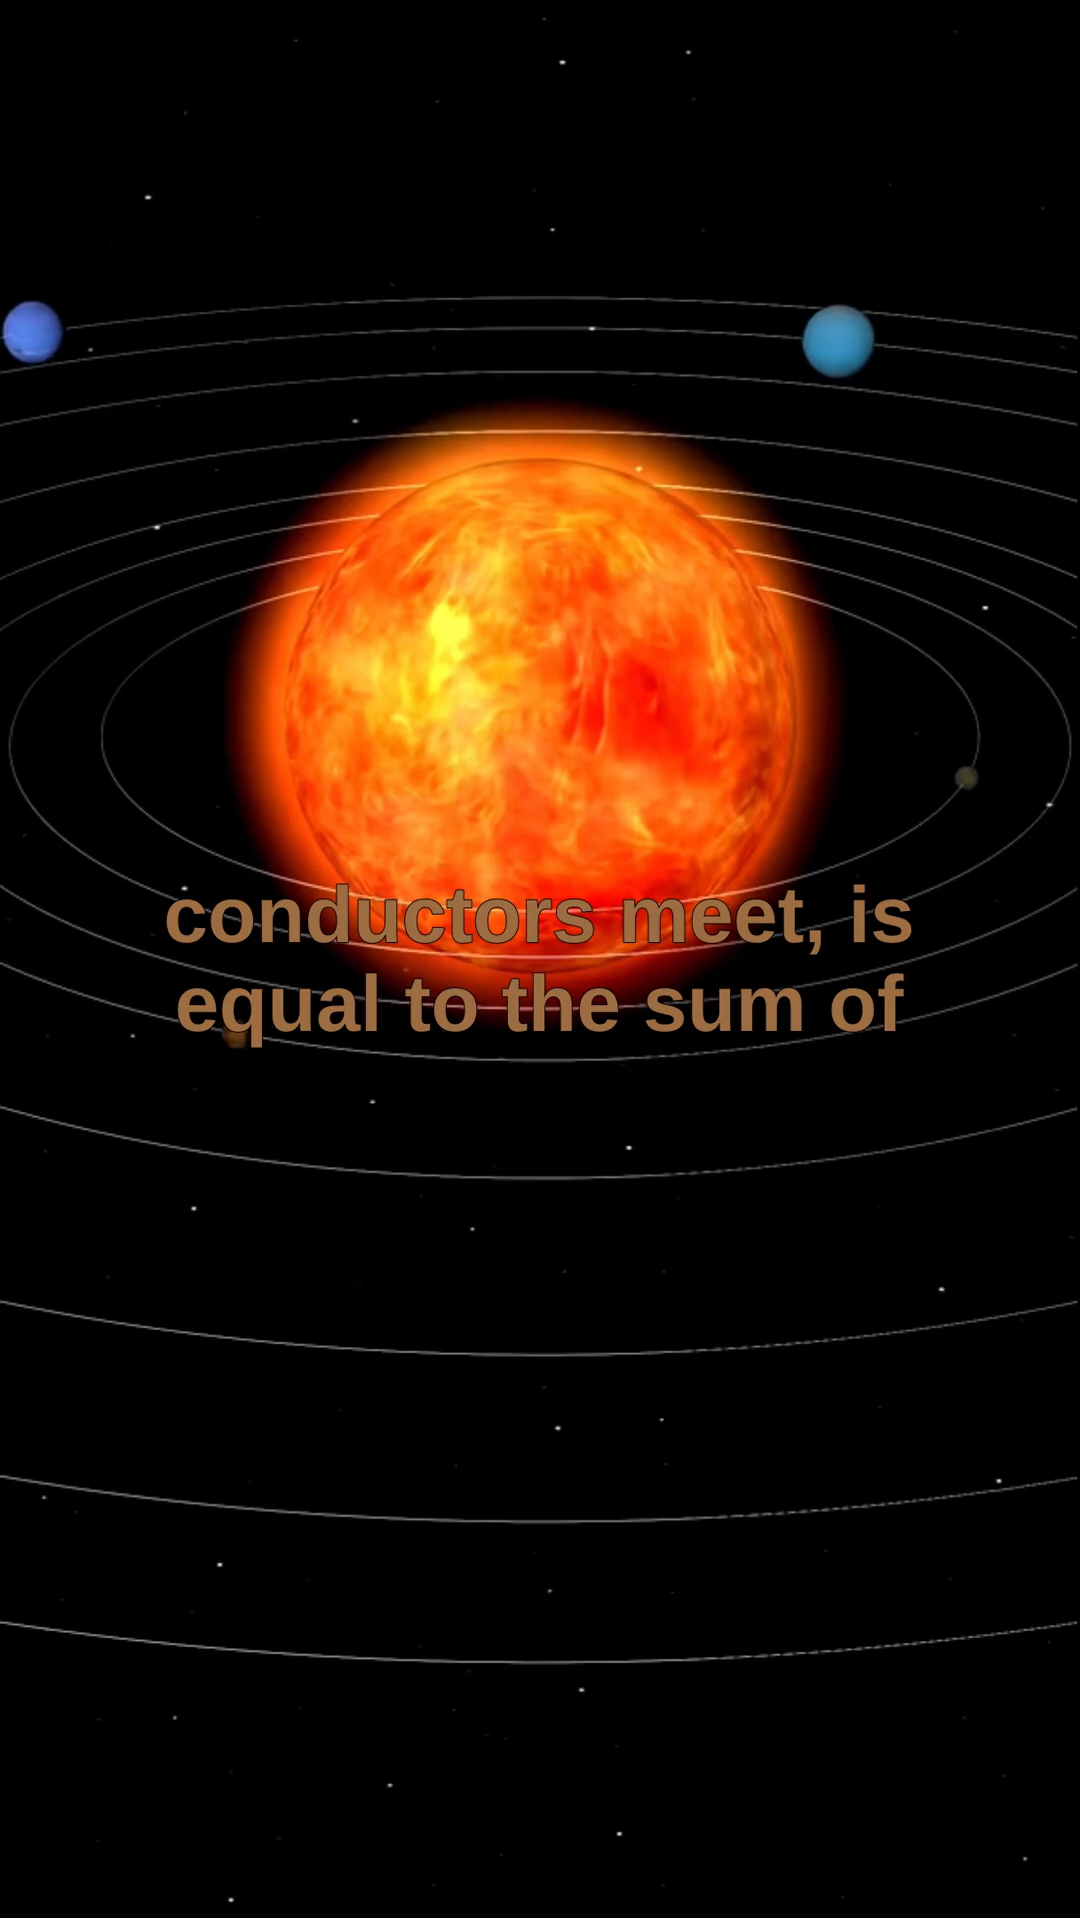 conductors meet, is
equal to the sum of